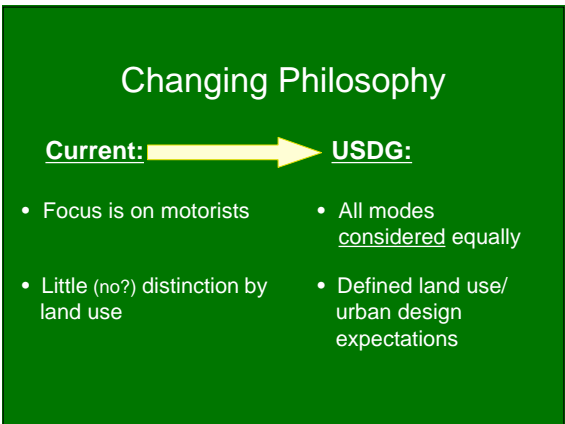 Changing Philosophy
Current:
USDG:
• Focus is on motorists
• Little (no?) distinction by
land use
• All modes
considered equally
• Defined land use/
urban design
expectations